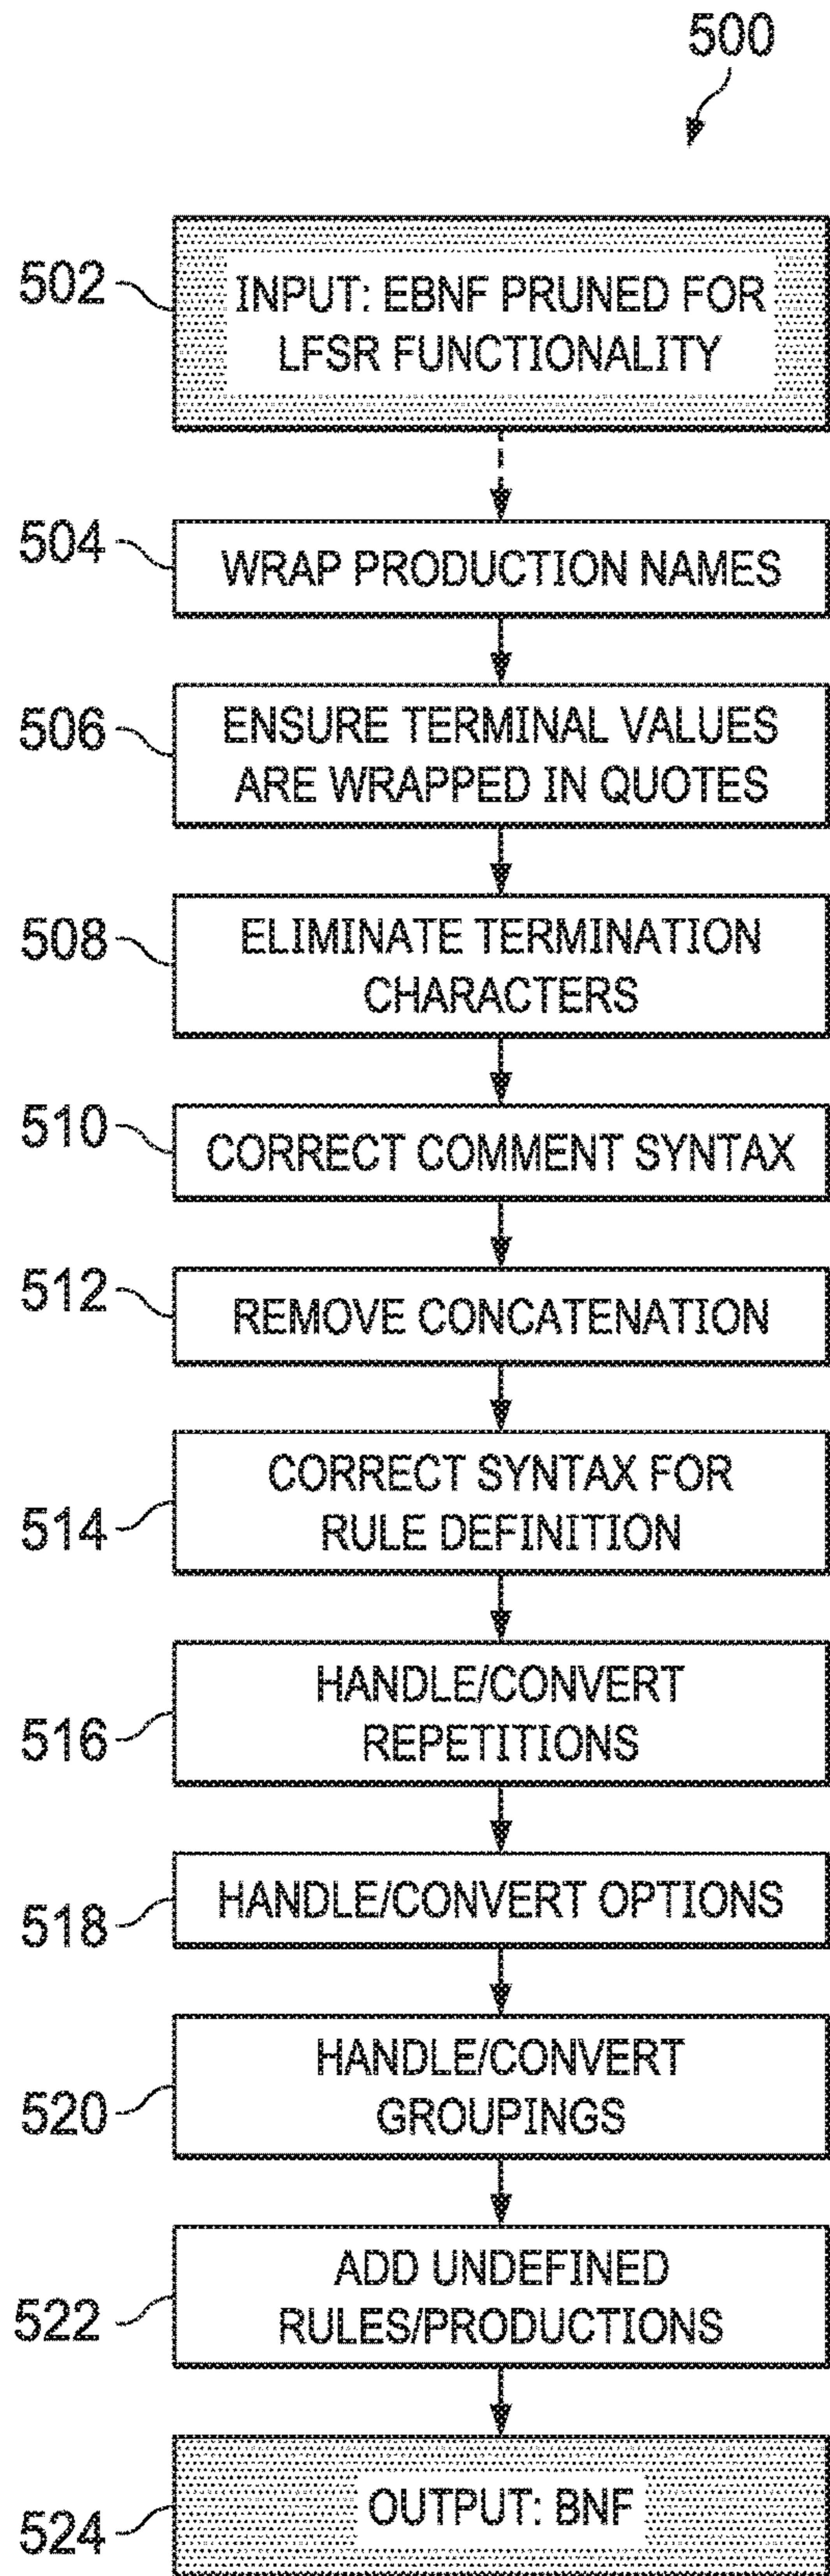 500
502
INPUT: EBNF PRUNED FOR
LFSR FUNCTIONALITY
504
WRAP PRODUCTION NAMES
506
ENSURE TERMINAL VALUES
ARE WRAPPED IN QUOTES
508
ELIMINATE TERMINATION
CHARACTERS
510
CORRECT COMMENT SYNTAX
512
REMOVE CONCATENATION
514
CORRECT SYNTAX FOR
RULE DEFINITION
516
HANDLE/CONVERT
REPETITIONS
518
HANDLE/CONVERT OPTIONS
520
HANDLE/CONVERT
GROUPINGS
522
ADD UNDEFINED
RULES/PRODUCTIONS
524
OUTPUT: BNF